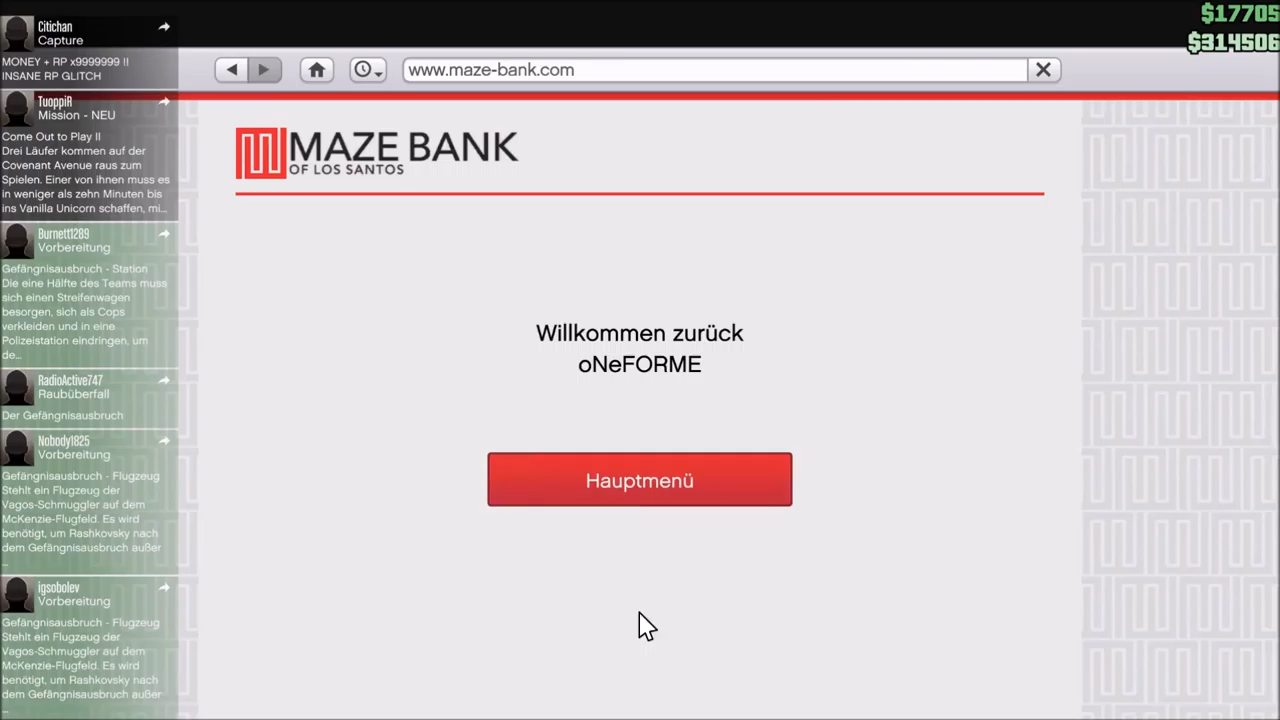 $17705
$314506
Citichan
Capture
MONEY + RP x9999999 !!
INSANE RP GLITCH
TuoppiR
Mission - NEU
Come Out to Play II
Drei Läufer kommen auf der
Covenant Avenue raus zum
Spielen. Einer von ihnen muss es
in weniger als zehn Minuten bis
ins Vanilla Unicorn schaffen, mi...
Burnett1289
Vorbereitung
Gefängnisausbruch - Station
Die eine Hälfte des Teams muss
sich einen Streifenwagen
besorgen, sich als Cops
verkleiden und in eine
Polizeistation eindringen, um
de...
RadioActive747
Raubüberfall
Der Gefängnisausbruch
Nobody1825
Vorbereitung
Gefängnisausbruch - Flugzeug
Stehlt ein Flugzeug der
Vagos-Schmuggler auf dem
McKenzie-Flugfeld. Es wird
benötigt, um Rashkovsky nach
dem Gefängnisausbruch außer
...
igsobolev
Vorbereitung
Gefängnisausbruch - Flugzeug
Stehlt ein Flugzeug der
Vagos-Schmuggler auf dem
McKenzie-Flugfeld. Es wird
benötigt, um Rashkovsky nach
dem Gefängnisausbruch außer
...
www.maze-bank.com
MAZE BANK
OF LOS SANTOS
Willkommen zurück
oNeFORME
Hauptmenü